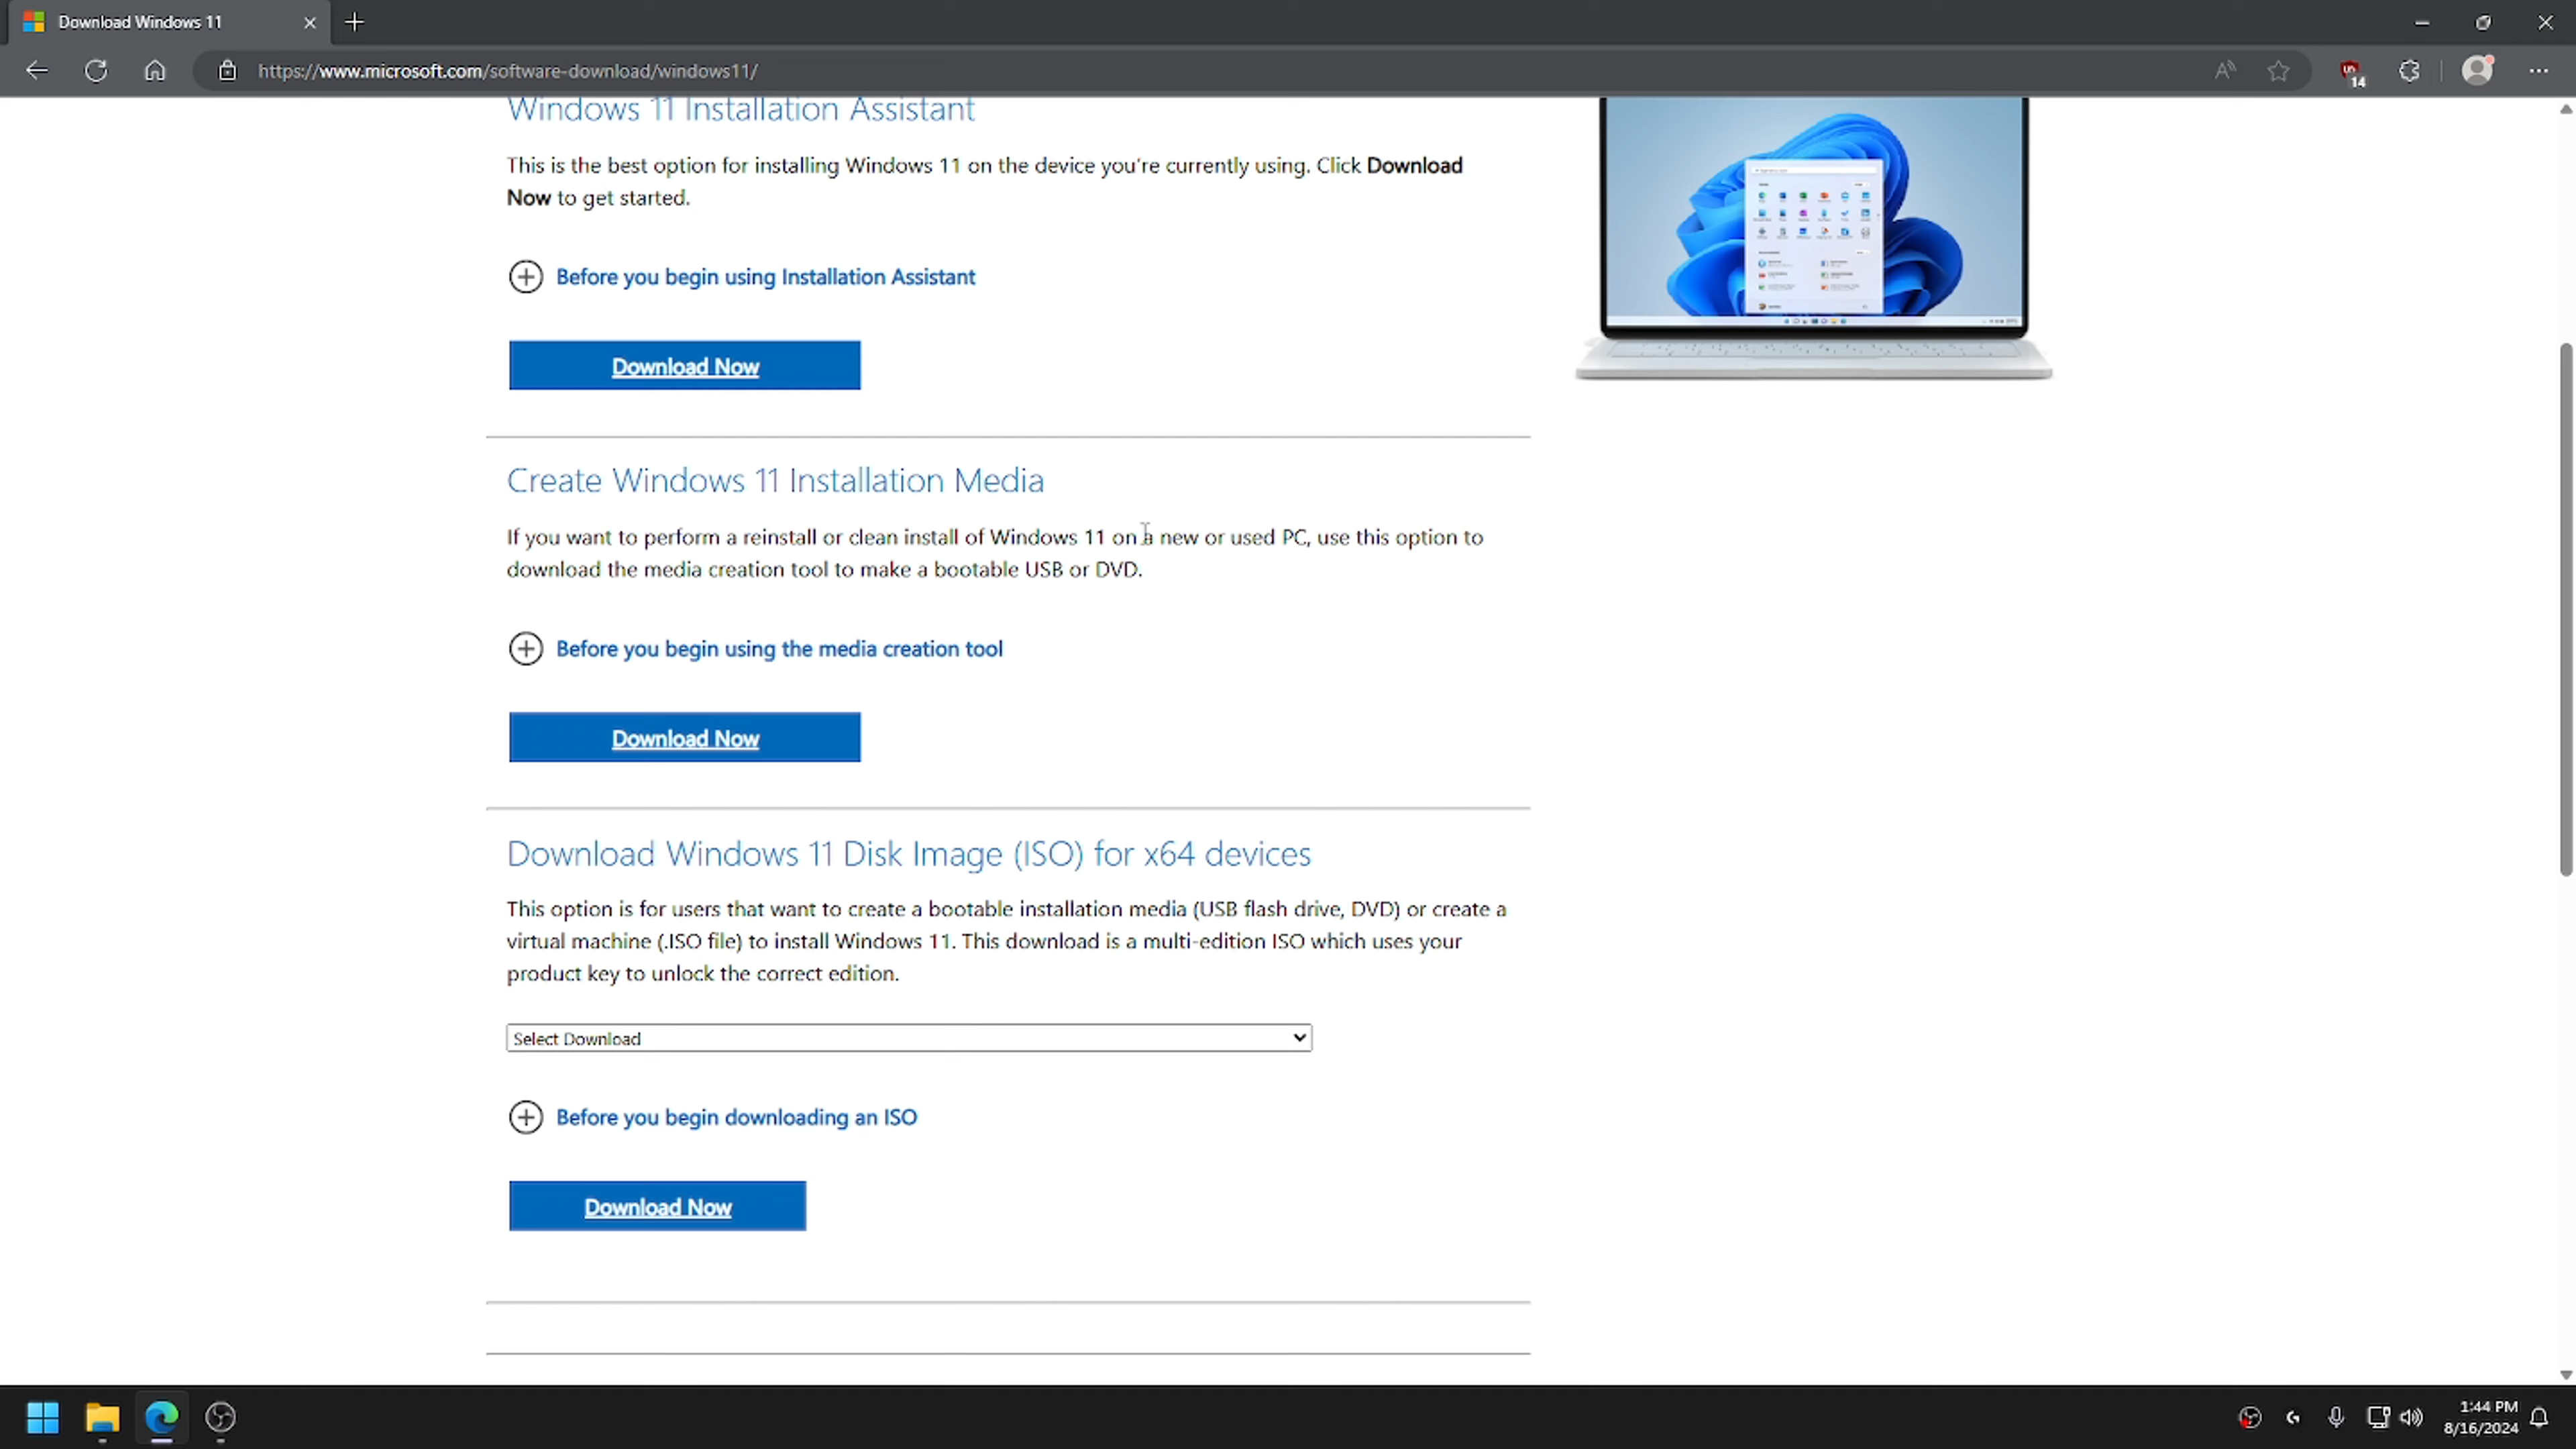 Download Windows 11
https://www.microsoft.com/software-download/windows11/
14
Windows 11 Installation Assistant
This is the best option for installing Windows 11 on the device you're currently using. Click Download
Now to get started.
Before you begin using Installation Assistant
Download Now
Create Windows 11 Installation Media
If you want to perform a reinstall or clean install of Windows 11 on a new or used PC, use this option to
download the media creation tool to make a bootable USB or DVD.
Before you begin using the media creation tool
Download Now
Download Windows 11 Disk Image (ISO) for x64 devices
This option is for users that want to create a bootable installation media (USB flash drive, DVD) or create a
virtual machine (.ISO file) to install Windows 11. This download is a multi-edition ISO which uses your
product key to unlock the correct edition.
Select Download
Before you begin downloading an ISO
Download Now
1:44 PM
8/16/2024